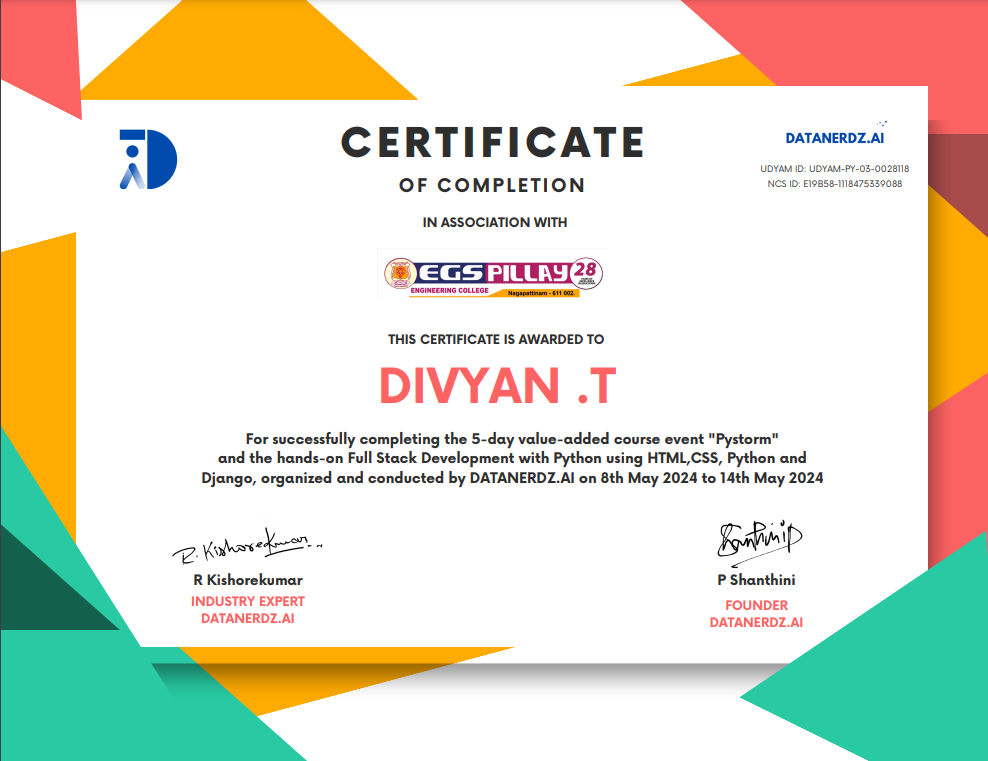 CERTIFICATE
OF COMPLETION
DATANERDZ.AI
UDYAM ID: UDYAM-PY-03-0028118
NCS ID: E19B58-1118475339088
IN ASSOCIATION WITH
EGS PILLAY 28
ENGINEERING COLLEGE
Nagapattinam - 611 002.
THIS CERTIFICATE IS AWARDED TO
DIVYAN .T
For successfully completing the 5-day value-added course event "Pystorm"
and the hands-on Full Stack Development with Python using HTML,CSS, Python and
Django, organized and conducted by DATANERDZ.AI on 8th May 2024 to 14th May 2024
R. Kishorekumar
R Kishorekumar
INDUSTRY EXPERT
DATANERDZ.AI
Shanthini P
P Shanthini
FOUNDER
DATANERDZ.AI